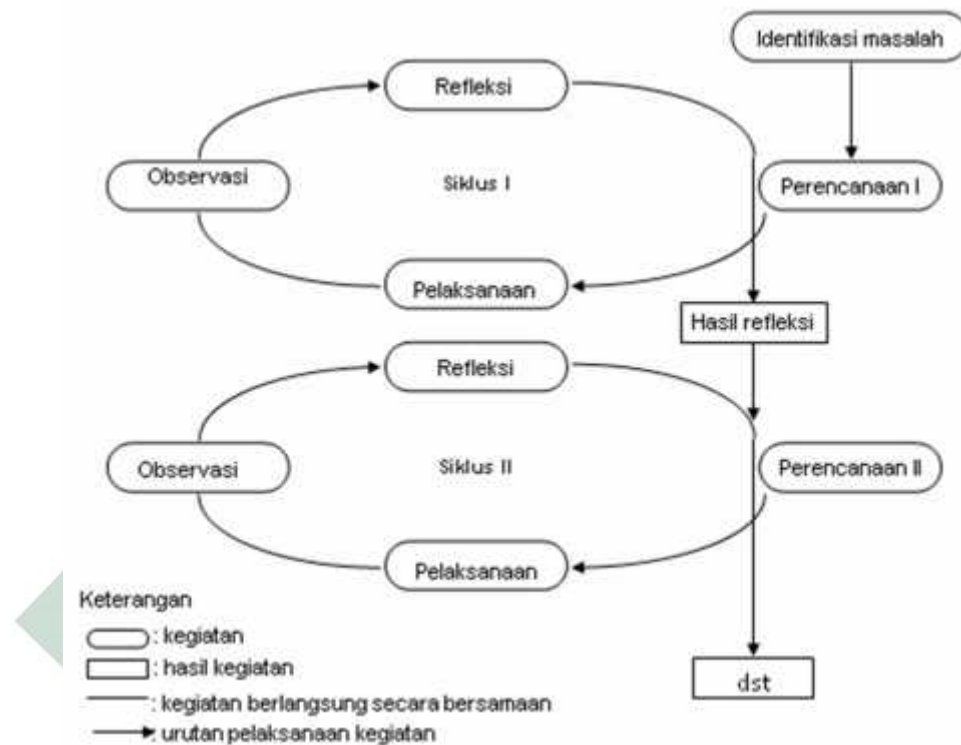 Identifikasi masalah
Refleksi
Observasi
Siklus I
Perencanaan I
Pelaksanaan
Hasil refleksi
Refleksi
Observasi
Siklus II
Perencanaan II
Pelaksanaan
Keterangan
: kegiatan
: hasil kegiatan
: kegiatan berlangsung secara bersamaan
: urutan pelaksanaan kegiatan
dst